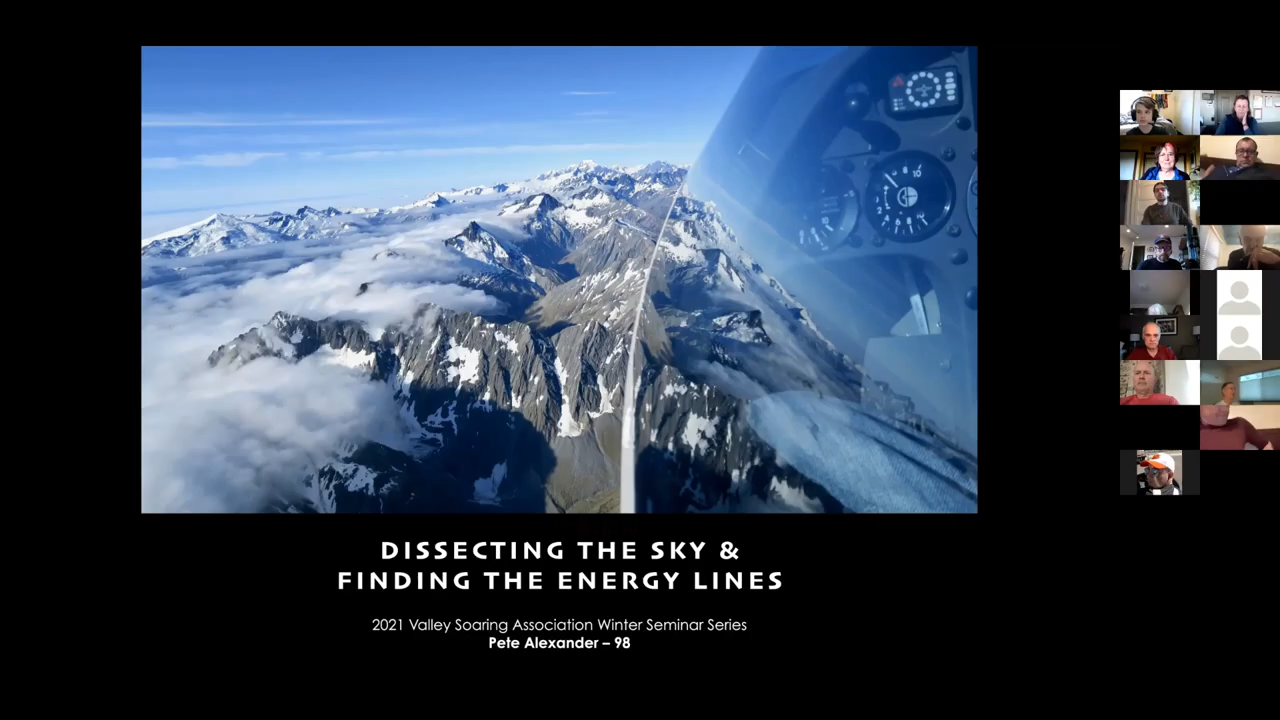 DISSECTING THE SKY &
FINDING THE ENERGY LINES
2021 Valley Soaring Association Winter Seminar Series
Pete Alexander – 98